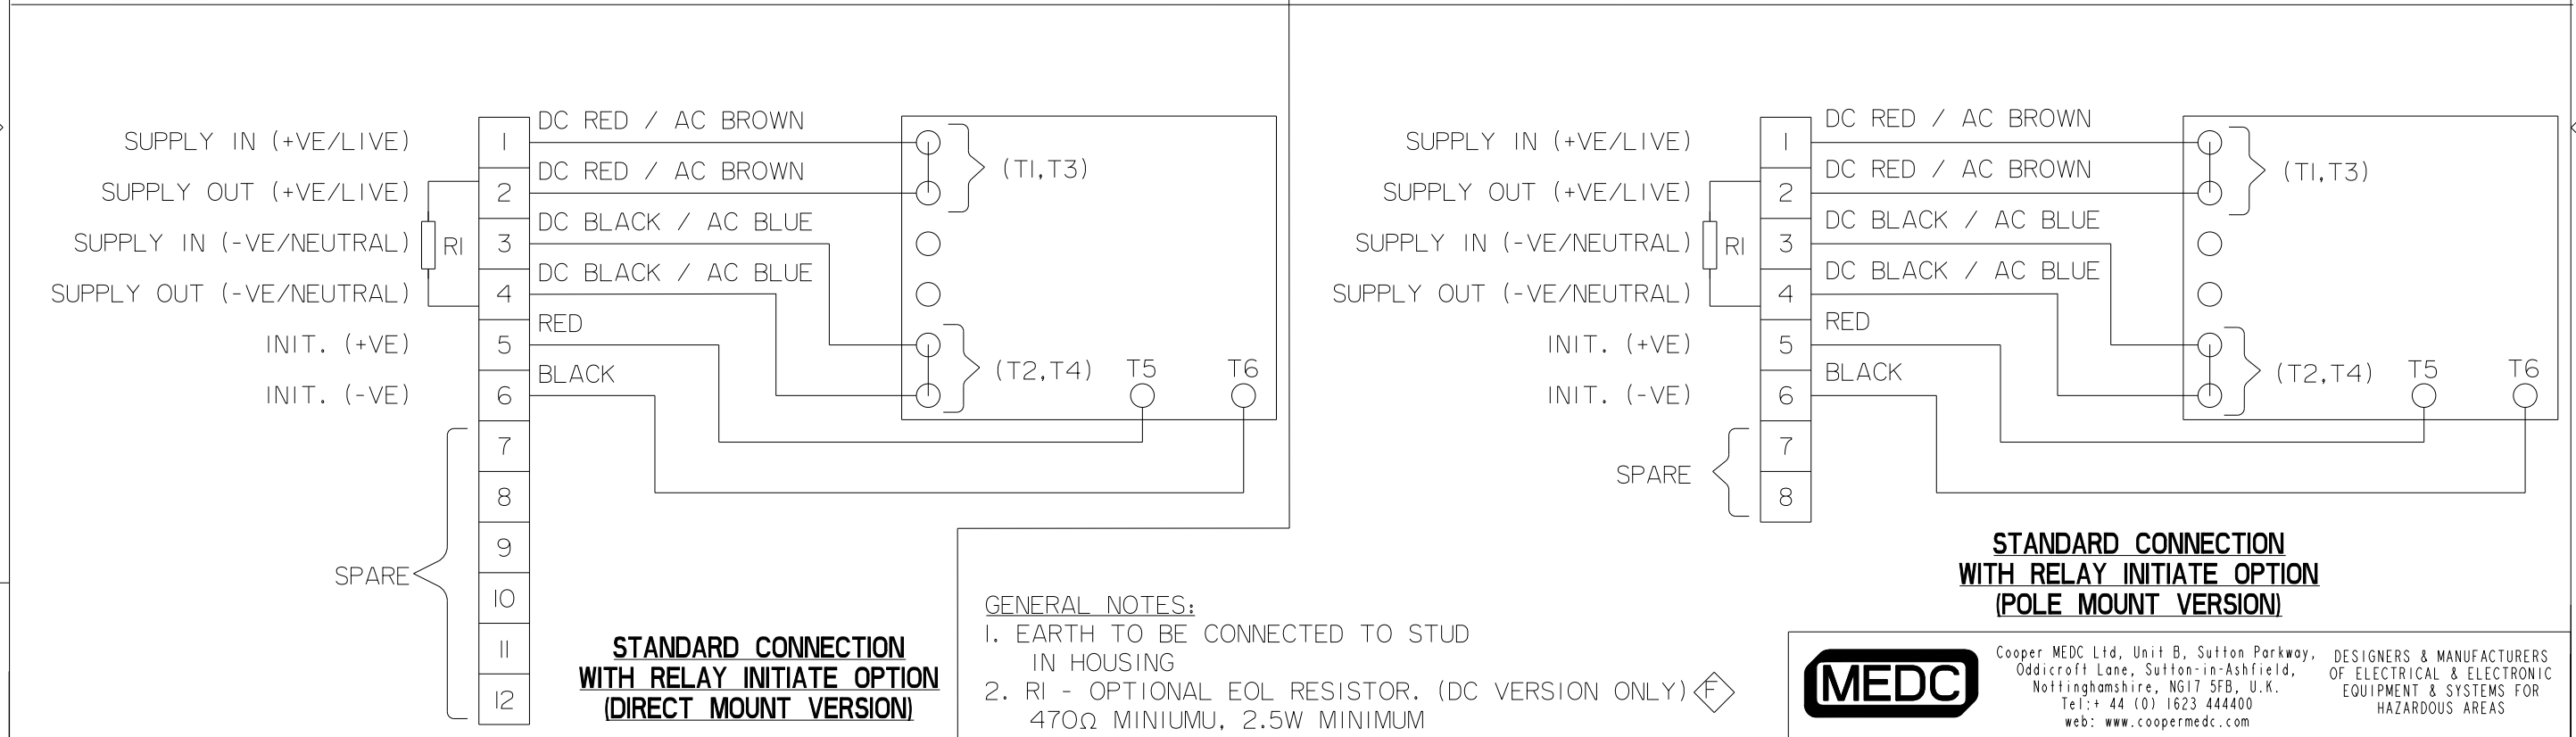 SUPPLY IN (+VE/LIVE)
SUPPLY OUT (+VE/LIVE)
SUPPLY IN (-VE/NEUTRAL)
SUPPLY OUT (-VE/NEUTRAL)
INIT. (+VE)
INIT. (-VE)
SPARE
R1
1
2
3
4
5
6
7
8
9
10
11
12
DC RED / AC BROWN
DC RED / AC BROWN
DC BLACK / AC BLUE
DC BLACK / AC BLUE
RED
BLACK
(T1,T3)
(T2,T4)
T5
T6
STANDARD CONNECTION
WITH RELAY INITIATE OPTION
(DIRECT MOUNT VERSION)
GENERAL NOTES:
1. EARTH TO BE CONNECTED TO STUD
IN HOUSING
2. R1 - OPTIONAL EOL RESISTOR. (DC VERSION ONLY) F
470Ω MINIUMU, 2.5W MINIMUM
SUPPLY IN (+VE/LIVE)
SUPPLY OUT (+VE/LIVE)
SUPPLY IN (-VE/NEUTRAL)
SUPPLY OUT (-VE/NEUTRAL)
INIT. (+VE)
INIT. (-VE)
SPARE
R1
1
2
3
4
5
6
7
8
DC RED / AC BROWN
DC RED / AC BROWN
DC BLACK / AC BLUE
DC BLACK / AC BLUE
RED
BLACK
(T1,T3)
(T2,T4)
T5
T6
STANDARD CONNECTION
WITH RELAY INITIATE OPTION
(POLE MOUNT VERSION)
MEDC
Cooper MEDC Ltd, Unit B, Sutton Parkway,
Oddicroft Lane, Sutton-in-Ashfield,
Nottinghamshire, NG17 5FB, U.K.
Tel:+ 44 (0) 1623 444400
web: www.coopermedc.com
DESIGNERS & MANUFACTURERS
OF ELECTRICAL & ELECTRONIC
EQUIPMENT & SYSTEMS FOR
HAZARDOUS AREAS